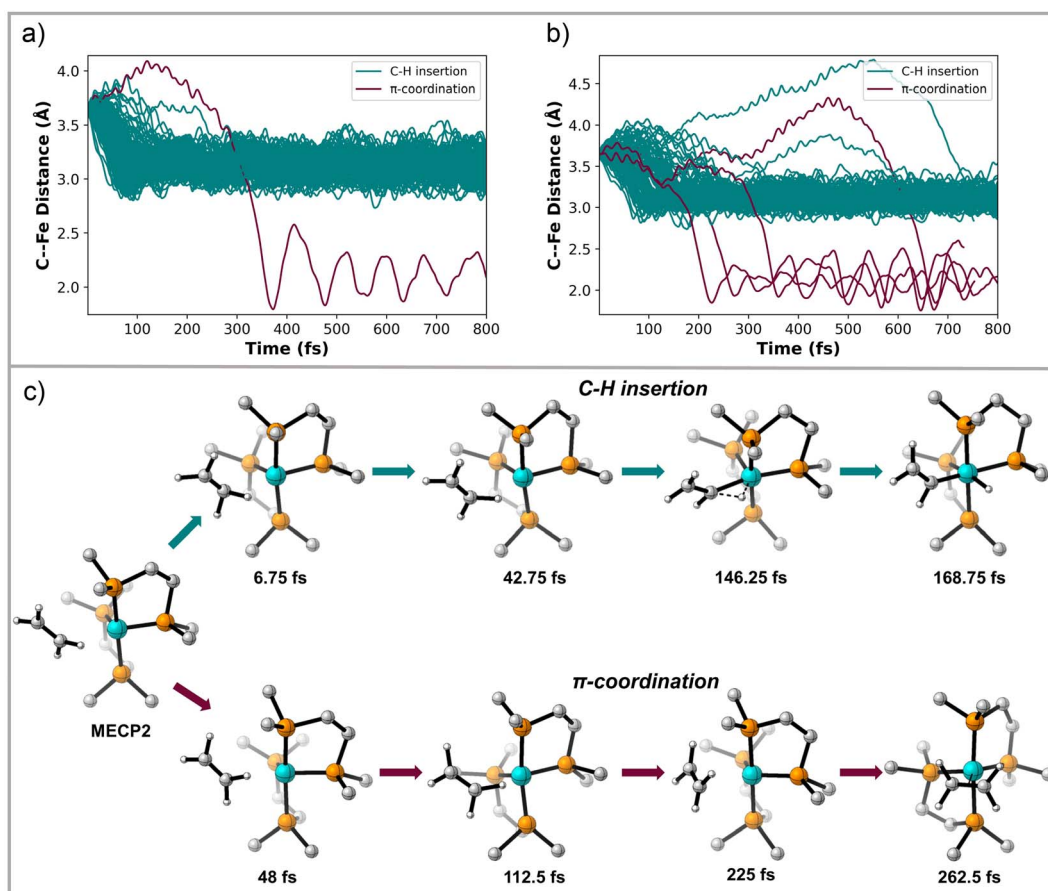 a)
C-H insertion
π-coordination
4.0
3.5
3.0
2.5
2.0
C--Fe Distance (Å)
100 200 300 400 500 600 700 800
Time (fs)
b)
C-H insertion
π-coordination
4.5
4.0
3.5
3.0
2.5
2.0
C--Fe Distance (Å)
100 200 300 400 500 600 700 800
Time (fs)
c)
C-H insertion
6.75 fs
42.75 fs
146.25 fs
168.75 fs
MECP2
π-coordination
48 fs
112.5 fs
225 fs
262.5 fs